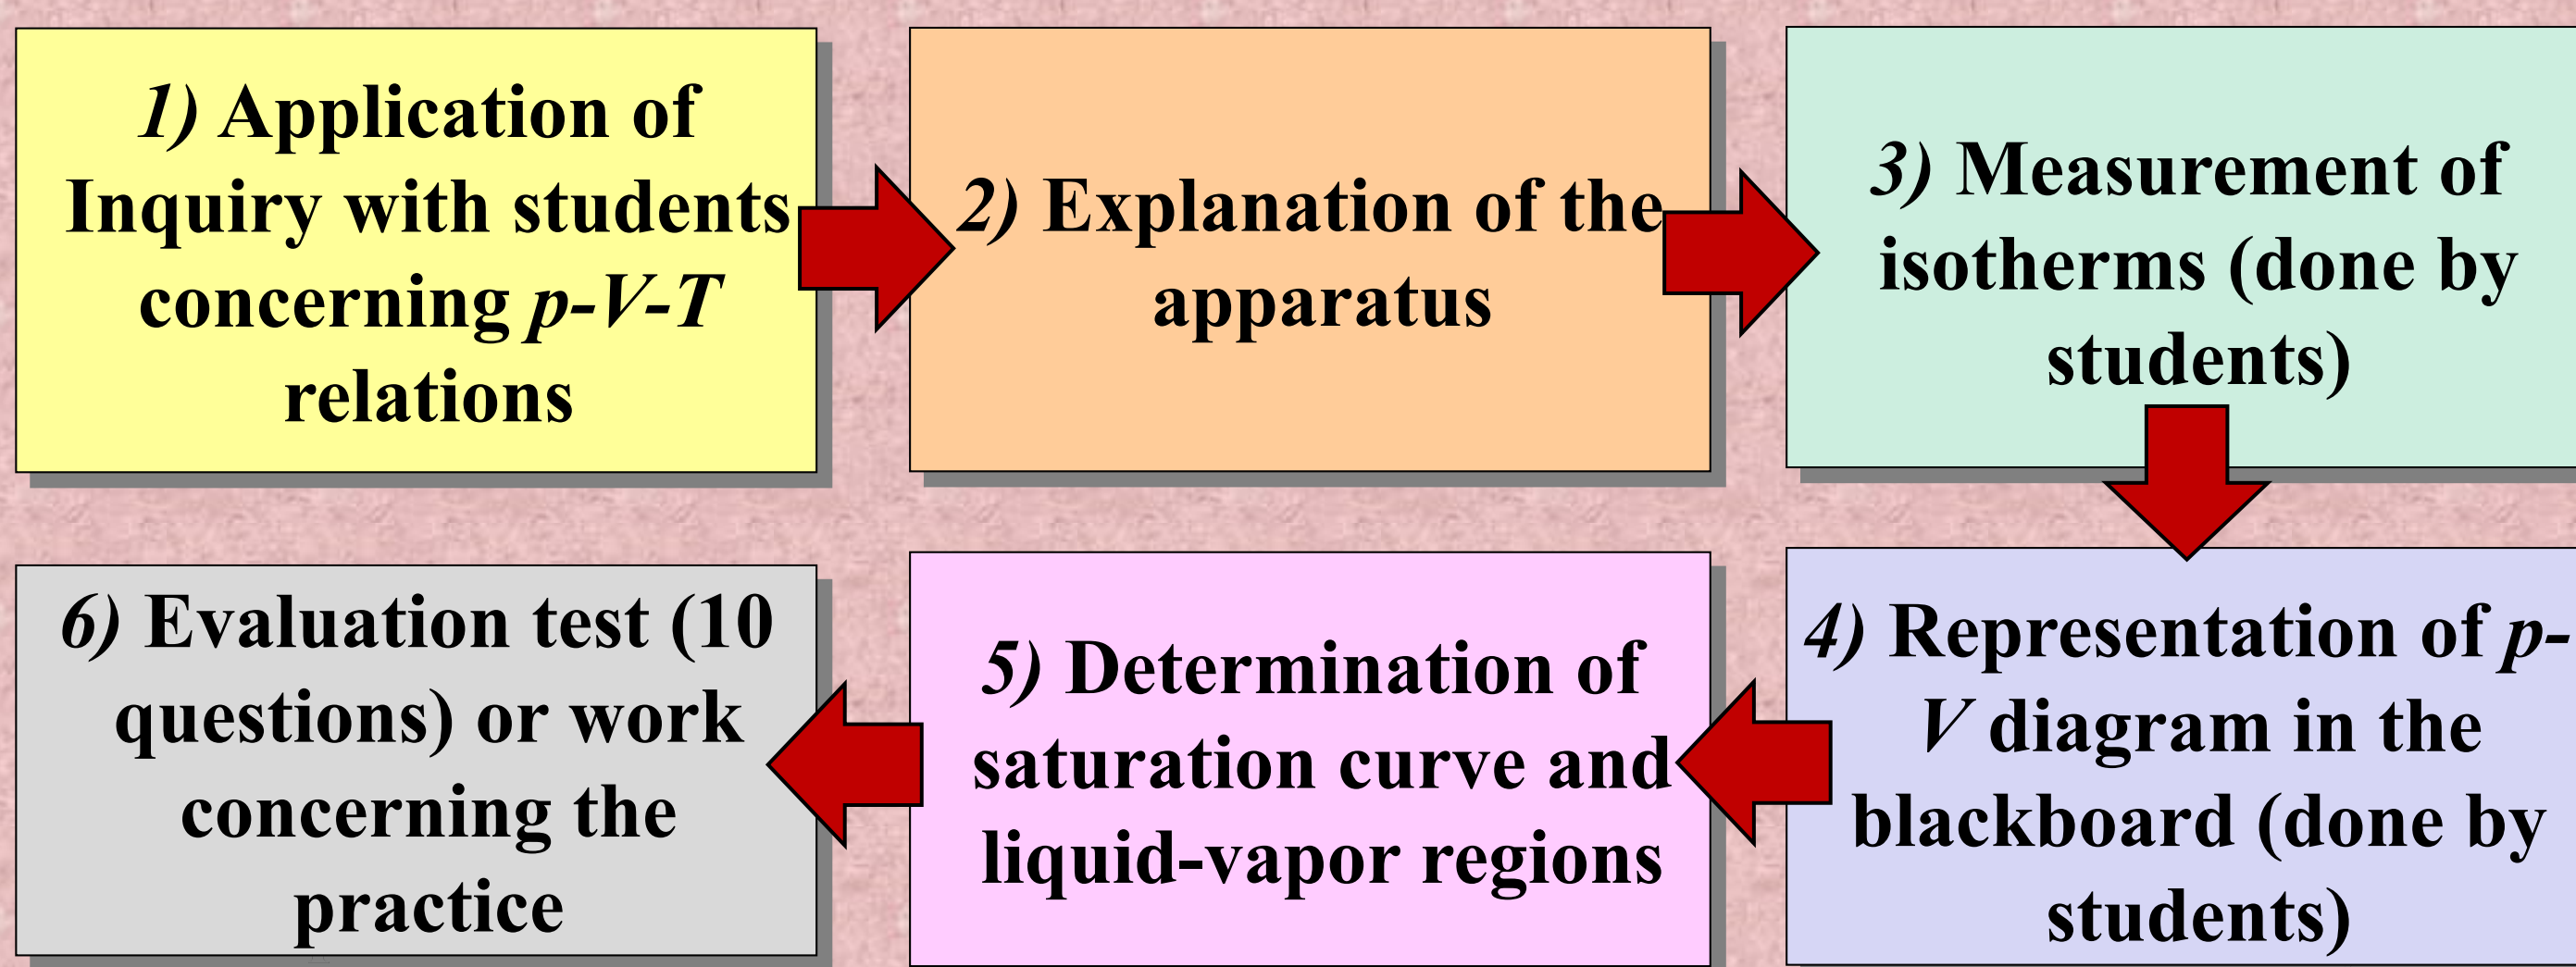 1) Application of
Inquiry with students
concerning p-V-T
relations
2) Explanation of the
apparatus
3) Measurement of
isotherms (done by
students)
4) Representation of p-
V diagram in the
blackboard (done by
students)
5) Determination of
saturation curve and
liquid-vapor regions
6) Evaluation test (10
questions) or work
concerning the
practice